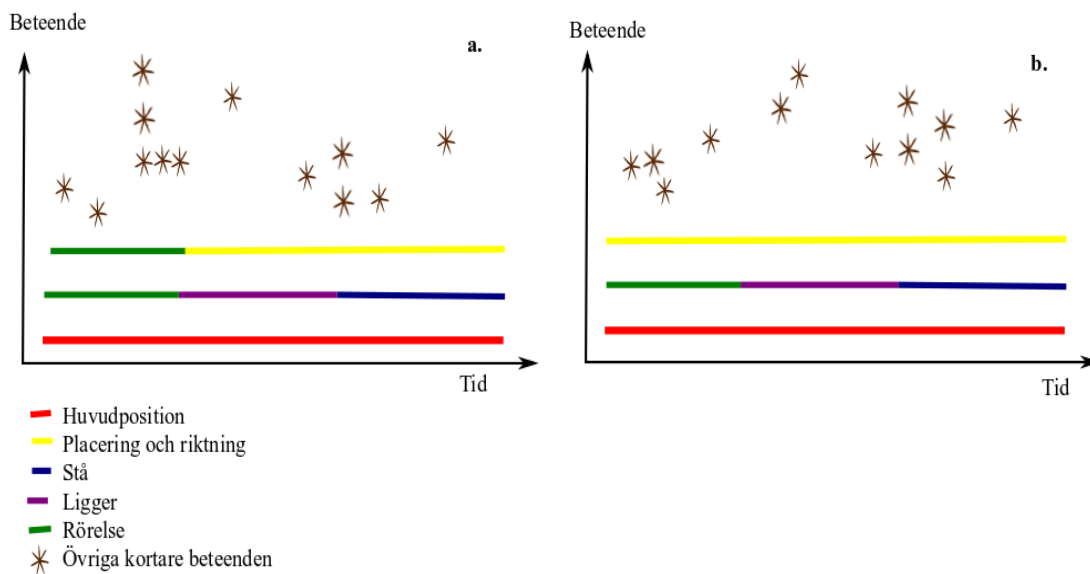 Beteende
a.
Tid
Beteende
b.
Tid
Huvudposition
Placering och riktning
Stå
Ligger
Rörelse
Övriga kortare beteenden